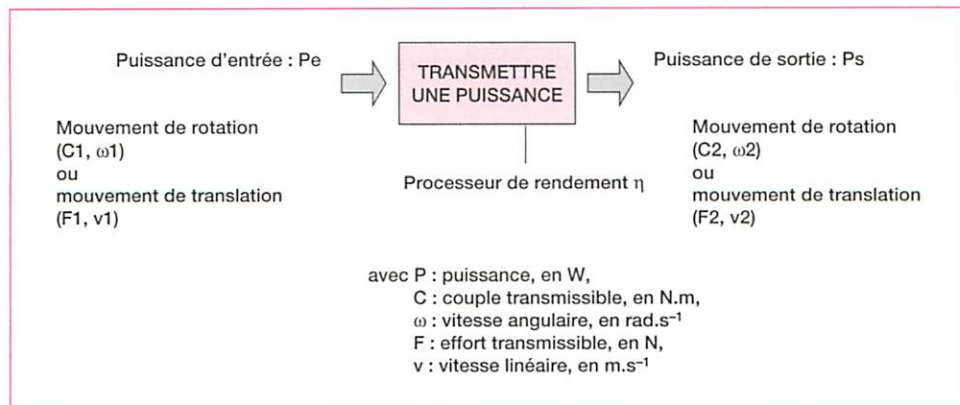 Puissance d'entrée : Pe
TRANSMETTRE
UNE PUISSANCE
Puissance de sortie : Ps
Mouvement de rotation
(C1, ω1)
ou
mouvement de translation
(F1, v1)
Processeur de rendement η
Mouvement de rotation
(C2, ω2)
ou
mouvement de translation
(F2, v2)
avec P : puissance, en W,
C : couple transmissible, en N.m,
ω : vitesse angulaire, en rad.s⁻¹
F : effort transmissible, en N,
v : vitesse linéaire, en m.s⁻¹